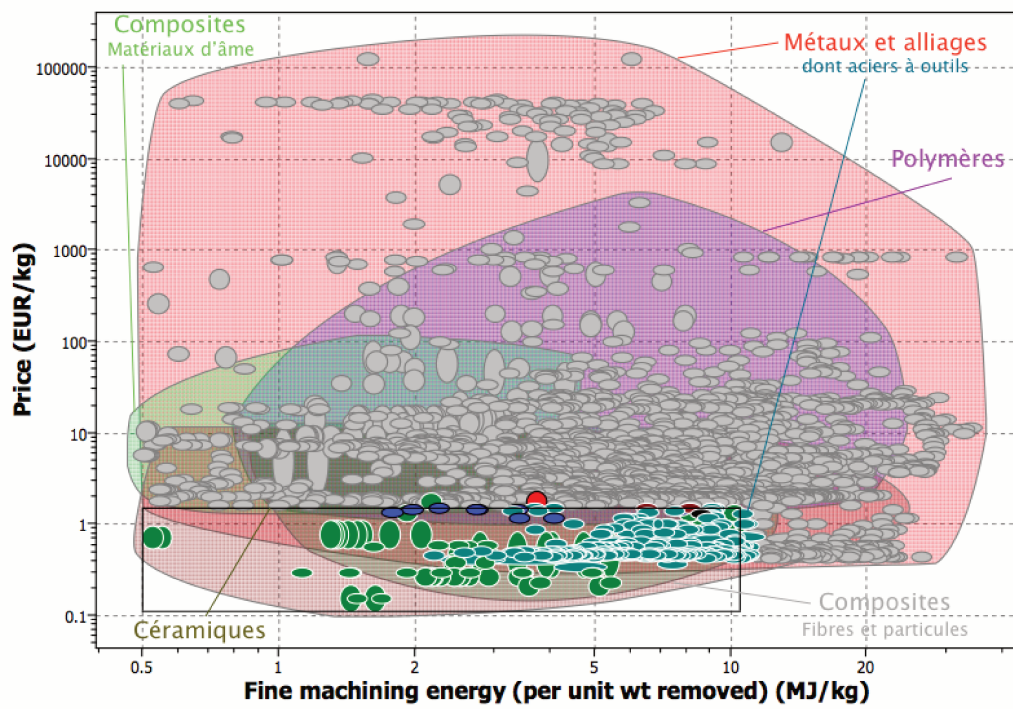 Composites
Matériaux d'âme
Métaux et alliages
dont aciers à outils
Polymères
Price (EUR/kg)
100000
10000
1000
100
10
1
0.1
Céramiques
Composites
Fibres et particules
0.5
1
2
5
10
20
Fine machining energy (per unit wt removed) (MJ/kg)